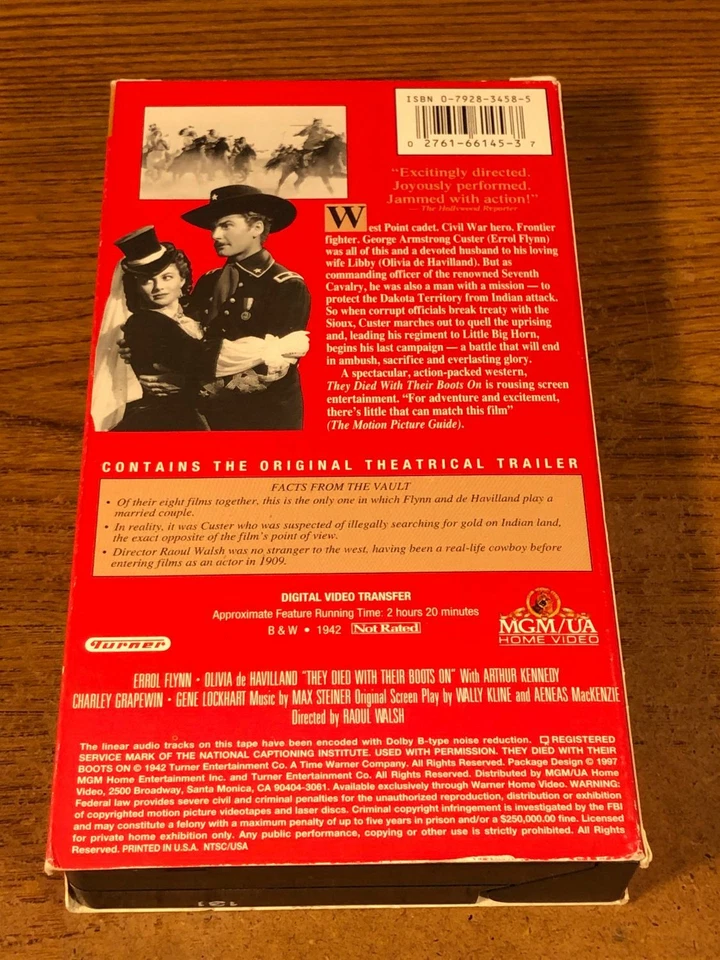 ISBN 0-7928-3458-5
0 2761-66145-3 7
“Excitingly directed.
Joyously performed.
Jammed with action!”
— The Hollywood Reporter
West Point cadet. Civil War hero. Frontier
fighter. George Armstrong Custer (Errol Flynn)
was all of this and a devoted husband to his loving
wife Libby (Olivia de Havilland). But as
commanding officer of the renowned Seventh
Cavalry, he was also a man with a mission — to
protect the Dakota Territory from Indian attack.
So when corrupt officials break treaty with the
Sioux, Custer marches out to quell the uprising
and, leading his regiment to Little Big Horn,
begins his last campaign — a battle that will end
in ambush, sacrifice and everlasting glory.
A spectacular, action-packed western,
They Died With Their Boots On is rousing screen
entertainment. “For adventure and excitement,
there's little that can match this film”
(The Motion Picture Guide).
CONTAINS THE ORIGINAL THEATRICAL TRAILER
FACTS FROM THE VAULT
• Of their eight films together, this is the only one in which Flynn and de Havilland play a
married couple.
• In reality, it was Custer who was suspected of illegally searching for gold on Indian land,
the exact opposite of the film's point of view.
• Director Raoul Walsh was no stranger to the west, having been a real-life cowboy before
entering films as an actor in 1909.
DIGITAL VIDEO TRANSFER
Approximate Feature Running Time: 2 hours 20 minutes
B & W • 1942 Not Rated
Turner
MGM/UA
HOME VIDEO
ERROL FLYNN • OLIVIA de HAVILLAND "THEY DIED WITH THEIR BOOTS ON" With ARTHUR KENNEDY
CHARLEY GRAPEWIN • GENE LOCKHART Music by MAX STEINER Original Screen Play by WALLY KLINE and AENEAS MacKENZIE
Directed by RAOUL WALSH
The linear audio tracks on this tape have been encoded with Dolby B-type noise reduction. REGISTERED
SERVICE MARK OF THE NATIONAL CAPTIONING INSTITUTE. USED WITH PERMISSION. THEY DIED WITH THEIR
BOOTS ON © 1942 Turner Entertainment Co. A Time Warner Company. All Rights Reserved. Package Design © 1997
MGM Home Entertainment Inc. and Turner Entertainment Co. All Rights Reserved. Distributed by MGM/UA Home
Video, 2500 Broadway, Santa Monica, CA 90404-3061. Available exclusively through Warner Home Video. WARNING:
Federal law provides severe civil and criminal penalties for the unauthorized reproduction, distribution or exhibition
of copyrighted motion picture videotapes and laser discs. Criminal copyright infringement is investigated by the FBI
and may constitute a felony with a maximum penalty of up to five years in prison and/or a $250,000.00 fine. Licensed
for private home exhibition only. Any public performance, copying or other use is strictly prohibited. All Rights
Reserved. PRINTED IN U.S.A. NTSC/USA